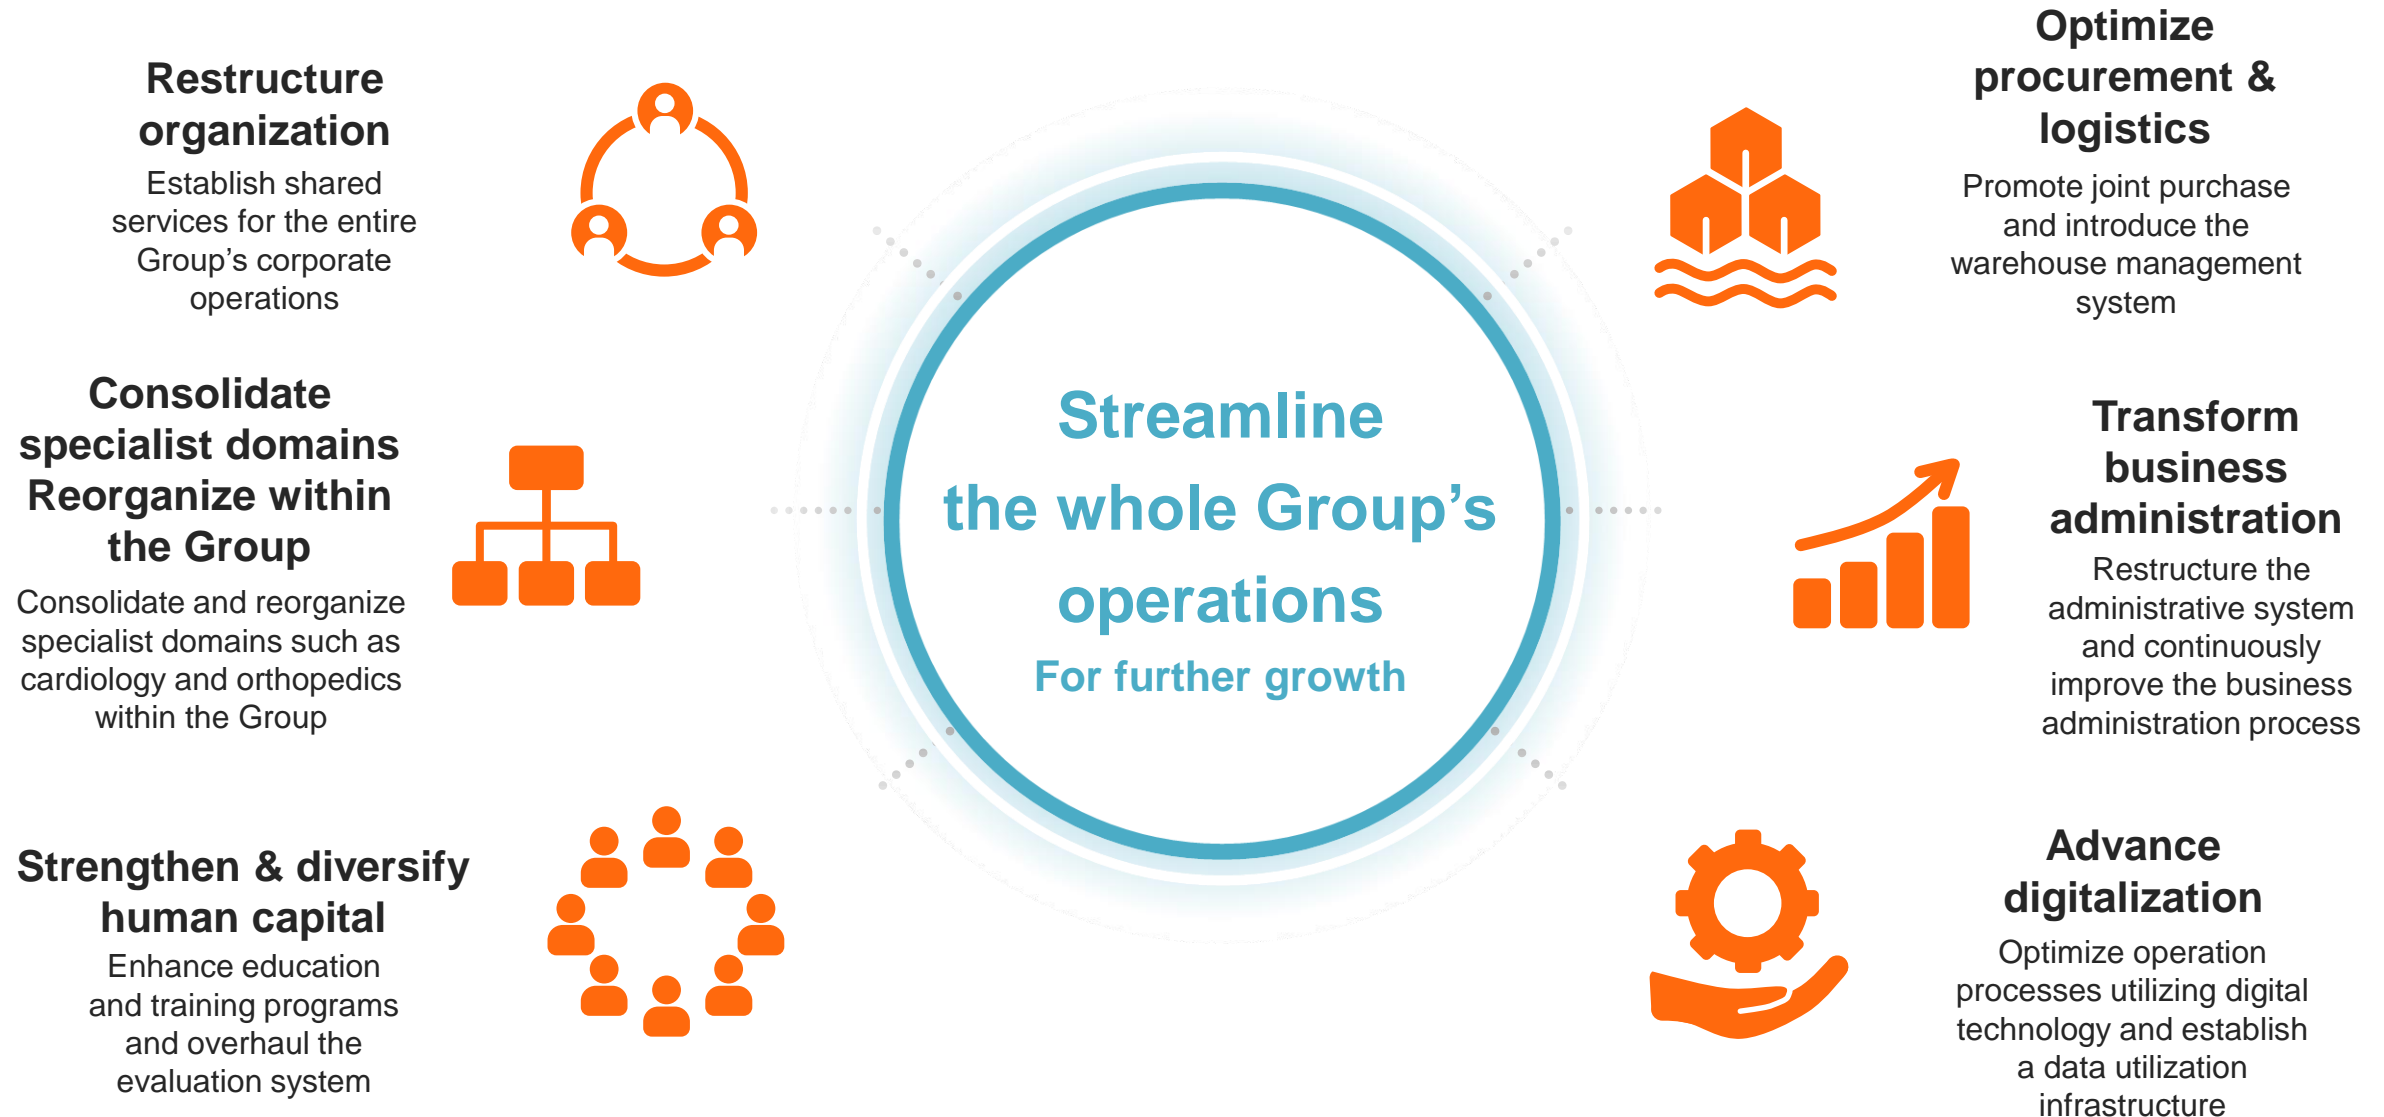 Restructure
organization
Establish shared
services for the entire
Group’s corporate
operations
Consolidate
specialist domains
Reorganize within
the Group
Consolidate and reorganize
specialist domains such as
cardiology and orthopedics
within the Group
Strengthen & diversify
human capital
Enhance education
and training programs
and overhaul the
evaluation system
Streamline
the whole Group’s
operations
For further growth
Optimize
procurement &
logistics
Promote joint purchase
and introduce the
warehouse management
system
Transform
business
administration
Restructure the
administrative system
and continuously
improve the business
administration process
Advance
digitalization
Optimize operation
processes utilizing digital
technology and establish
a data utilization
infrastructure